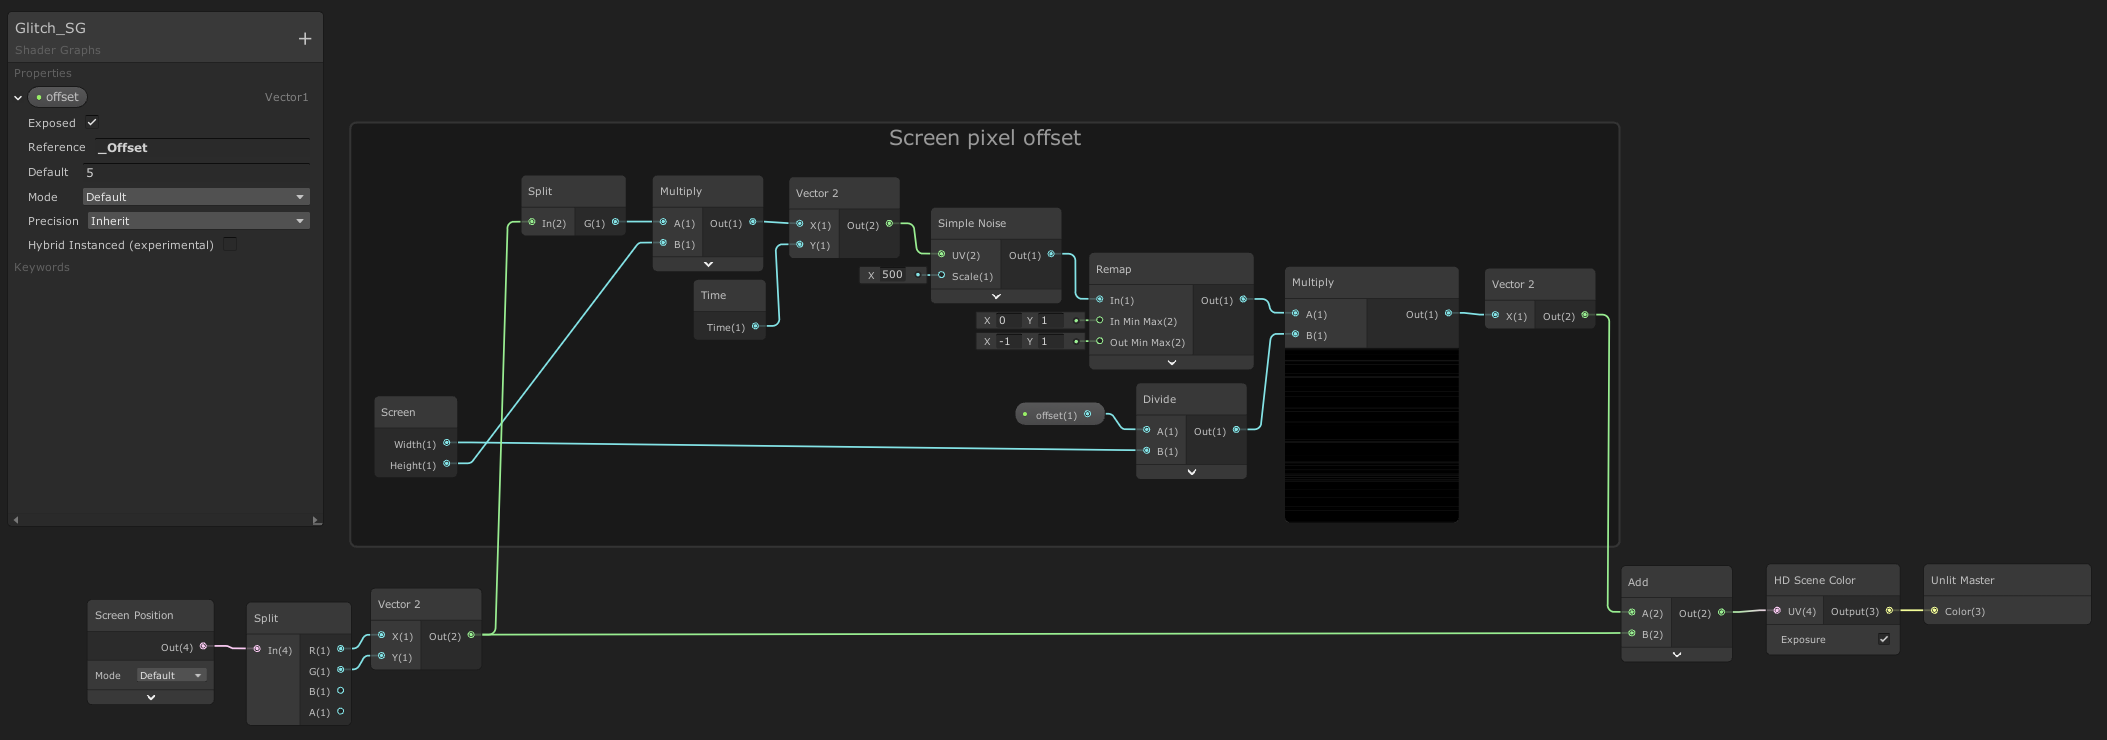 Glitch_SG
Shader Graphs
Properties
offset Vector1
Exposed
Reference _Offset
Default 5
Mode Default
Precision Inherit
Hybrid Instanced (experimental)
Keywords
Screen pixel offset
Split
In(2) G(1)
Multiply
A(1) Out(1)
B(1)
Vector 2
X(1) Out(2)
Y(1)
Time
Time(1)
Simple Noise
UV(2) Out(1)
X 500 Scale(1)
Remap
In(1) Out(1)
X 0 Y 1 In Min Max(2)
X -1 Y 1 Out Min Max(2)
Multiply
A(1) Out(1)
B(1)
Vector 2
X(1) Out(2)
Screen
Width(1)
Height(1)
offset(1)
Divide
A(1) Out(1)
B(1)
Screen Position
Out(4)
Mode Default
Split
In(4) R(1)
G(1)
B(1)
A(1)
Vector 2
X(1) Out(2)
Y(1)
Add
A(2) Out(2)
B(2)
HD Scene Color
UV(4) Output(3)
Exposure
Unlit Master
Color(3)